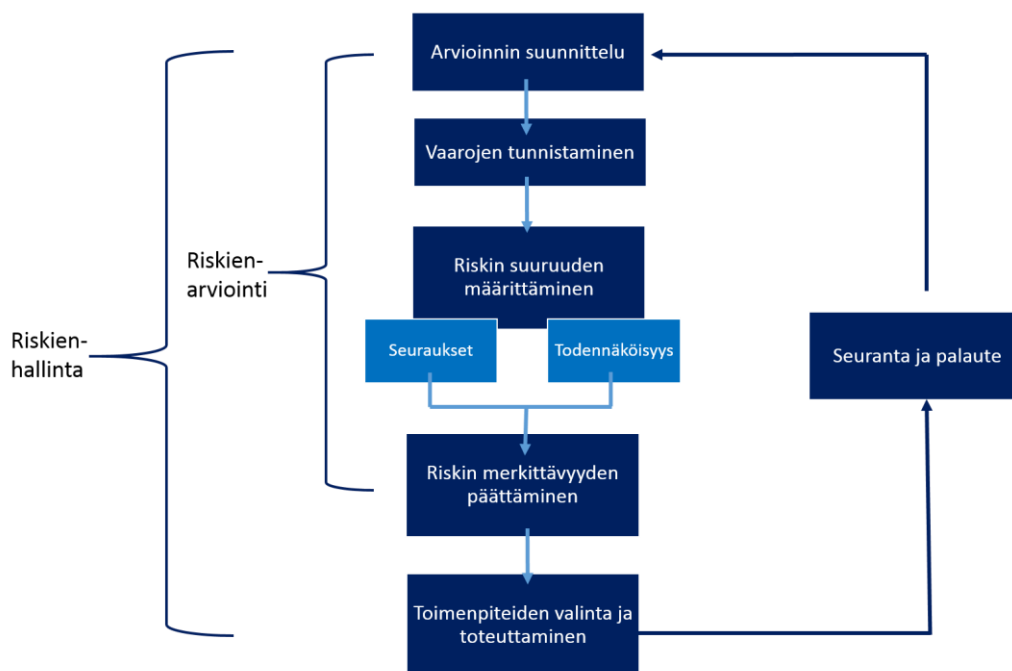 Arvioinnin suunnittelu
Vaarojen tunnistaminen
Riskin suuruuden
määrittäminen
Seuraukset
Todennäköisyys
Riskin merkittävyyden
päättäminen
Toimenpiteiden valinta ja
toteuttaminen
Seuranta ja palaute
Riskien-
arviointi
Riskien-
hallinta